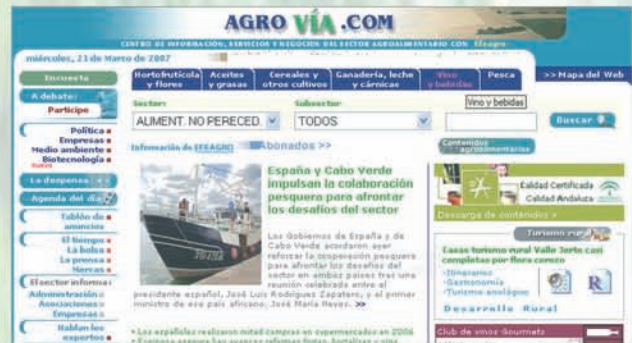 AGRO VÍA .COM
CENTRO DE INFORMACIÓN, SERVICIOS Y NEGOCIOS DEL SECTOR AGROALIMENTARIO CON Efeagro
miércoles, 21 de Marzo de 2007
Encuesta
A debate:
Participe
Política
Empresas
Medio ambiente
Biotecnología
Nuevo
La despensa
Agenda del día
Tablón de
anuncios
El tiempo
La bolsa
La prensa
El sector informa:
Administración
Asociaciones
Empresas
Hablan los
expertos
Hortofrutícola
y flores
Aceites
y grasas
Cereales y
otros cultivos
Ganadería, leche
y cárnicas
Vino
y bebidas
Pesca
>> Mapa del Web
Sector:
Subsector:
Vino y bebidas
ALIMENT. NO PERECED.
TODOS
Buscar
Información de EFEAGRO
Abonados >>
Contenidos
agroalimentarios
España y Cabo Verde
impulsan la colaboración
pesquera para afrontar
los desafíos del sector
Los Gobiernos de España y de
Cabo Verde acordaron ayer
reforzar la cooperación pesquera
para afrontar los desafíos del
sector en ambos países tras una
reunión celebrada entre el
presidente español, José Luis Rodríguez Zapatero, y el primer
ministro de ese país africano, José María Neves. >>
Los españoles realizaron mitad compras en supermercados en 2006
Espinosa asegura hay avances reformas frutas, hortalizas y vino
Calidad Certificada
Calidad Andaluza
Descarga de contenidos >
Turismo rural
Casas turismo rural Valle Jerte casi
completas por flora cerezo
Itinerarios
Gastronomía
Turismo enológico
R
Desarrollo Rural
Club de vinos Gourmets